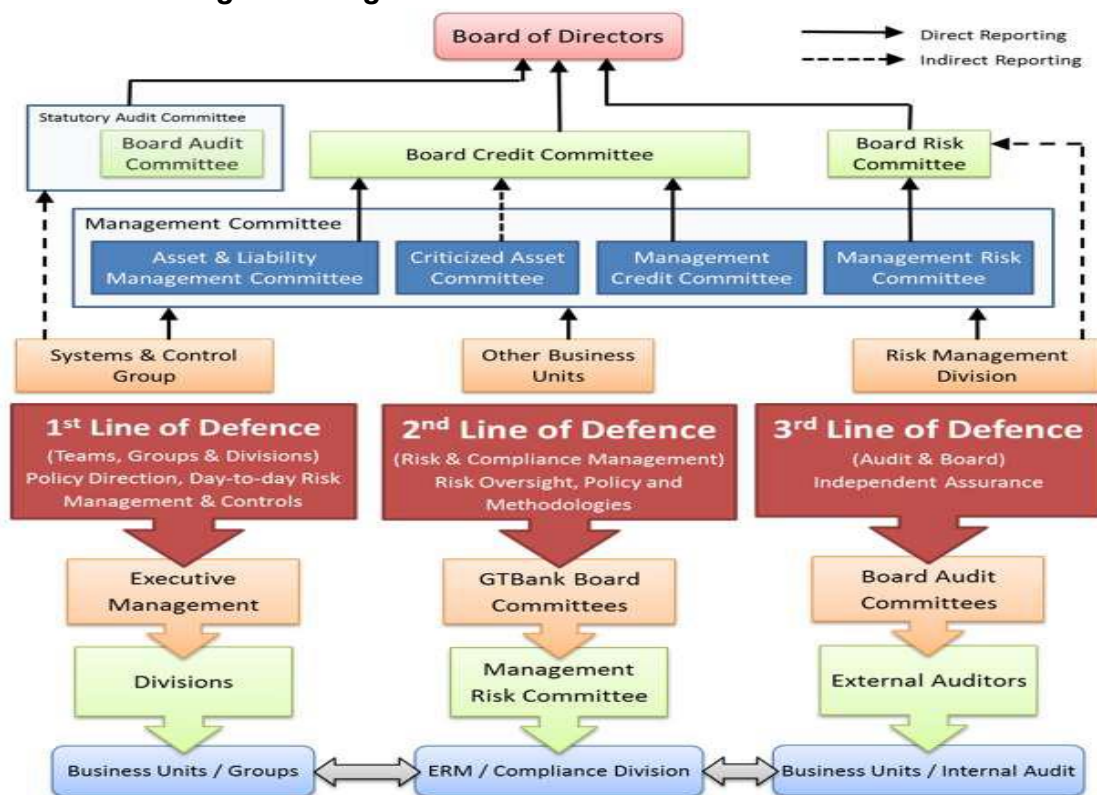 Board of Directors
Direct Reporting
Indirect Reporting
Statutory Audit Committee
Board Audit
Committee
Board Credit Committee
Board Risk
Committee
Management Committee
Asset & Liability
Management Committee
Criticized Asset
Committee
Management
Credit Committee
Management Risk
Committee
Systems & Control
Group
Other Business
Units
Risk Management
Division
1st Line of Defence
(Teams, Groups & Divisions)
Policy Direction, Day-to-day Risk
Management & Controls
2nd Line of Defence
(Risk & Compliance Management)
Risk Oversight, Policy and
Methodologies
3rd Line of Defence
(Audit & Board)
Independent Assurance
Executive
Management
GTBank Board
Committees
Board Audit
Committees
Divisions
Management
Risk Committee
External Auditors
Business Units / Groups
ERM / Compliance Division
Business Units / Internal Audit